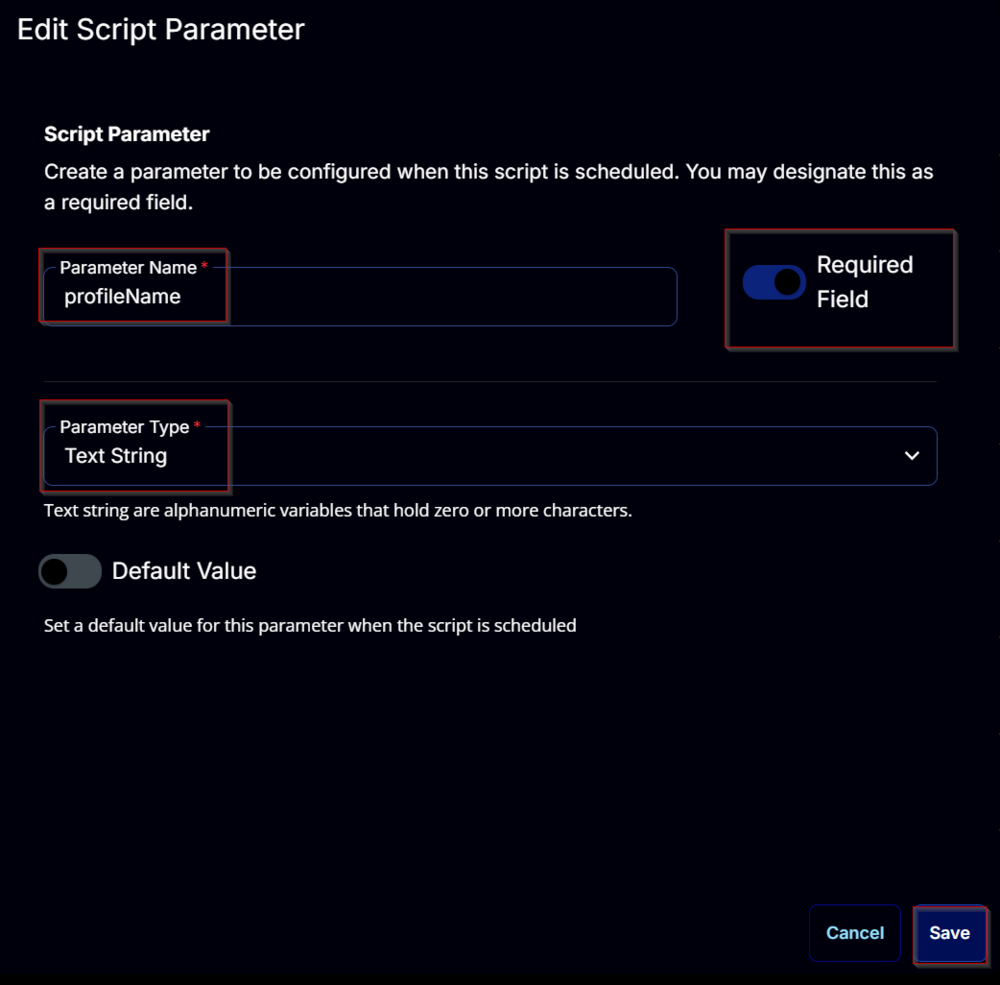 Edit Script Parameter
Script Parameter
Create a parameter to be configured when this script is scheduled. You may designate this as
a required field.
Parameter Name *
profileName
Required
Field
Parameter Type *
Text String
Text string are alphanumeric variables that hold zero or more characters.
Default Value
Set a default value for this parameter when the script is scheduled
Cancel
Save